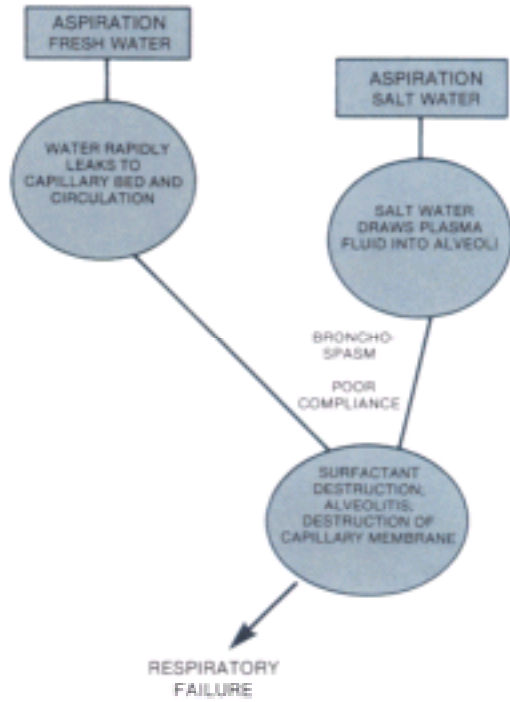 ASPIRATION
FRESH WATER
ASPIRATION
SALT WATER
WATER RAPIDLY
LEAKS TO
CAPILLARY BED AND
CIRCULATION
SALT WATER
DRAWS PLASMA
FLUID INTO ALVEOLI
BRONCHO-
SPASM
POOR
COMPLIANCE
SURFACTANT
DESTRUCTION;
ALVEOLITIS;
DESTRUCTION OF
CAPILLARY MEMBRANE
RESPIRATORY
FAILURE